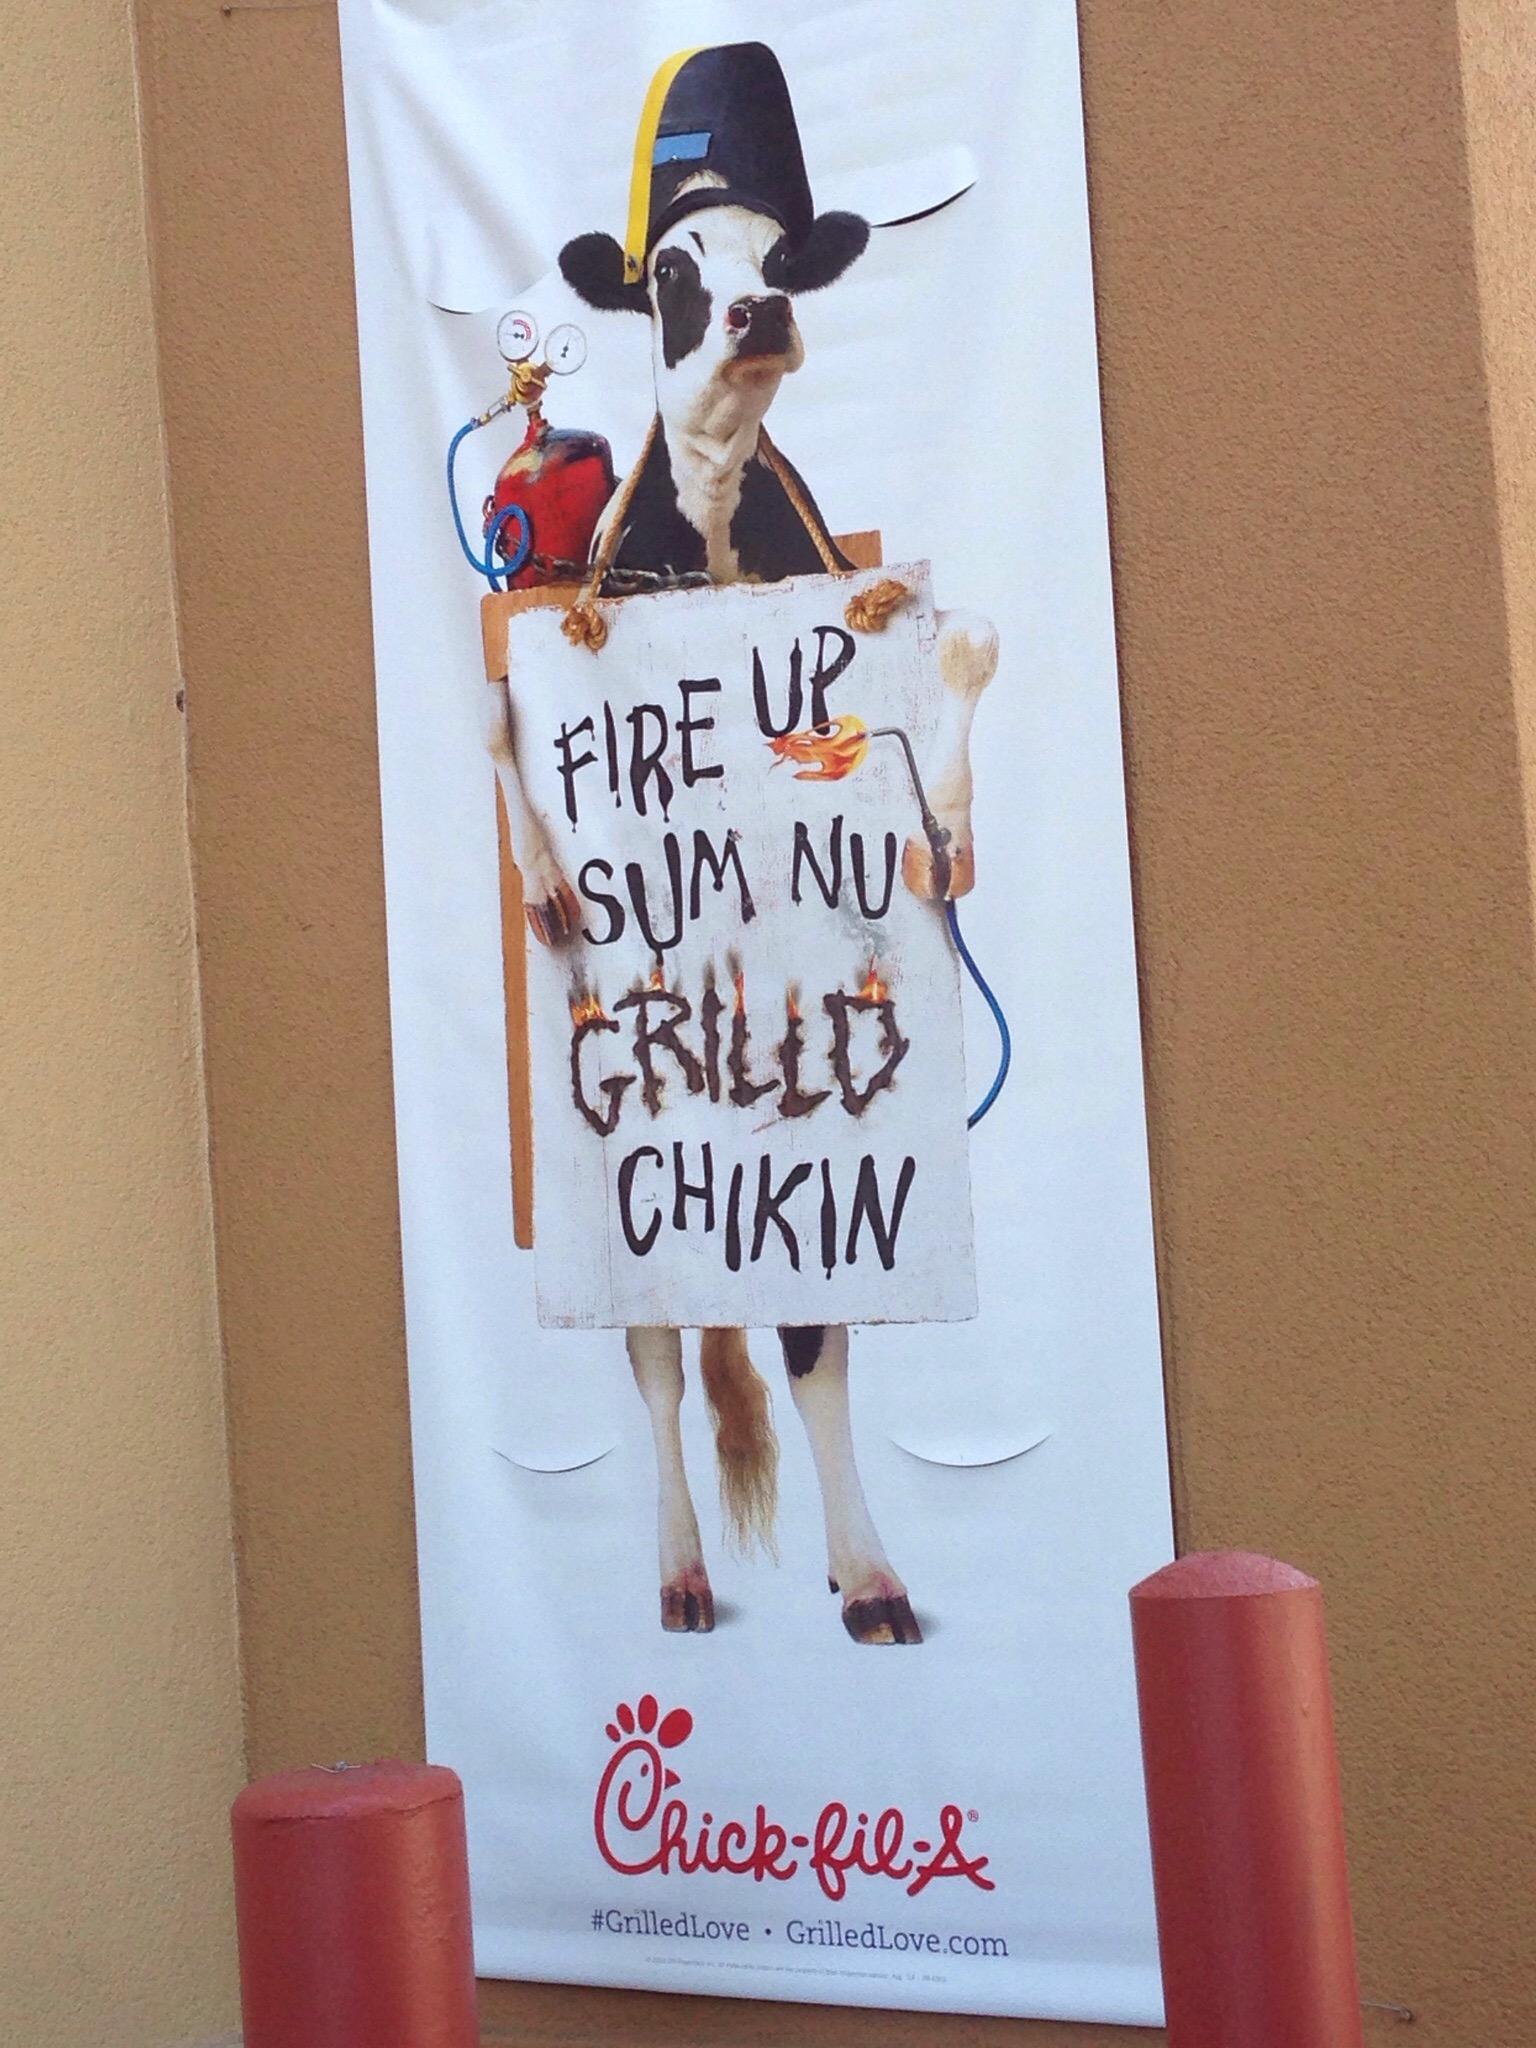 FIRE UP
SUM NU
GRILLD
CHIKIN
Chick-fil-A®
#GrilledLove • GrilledLove.com